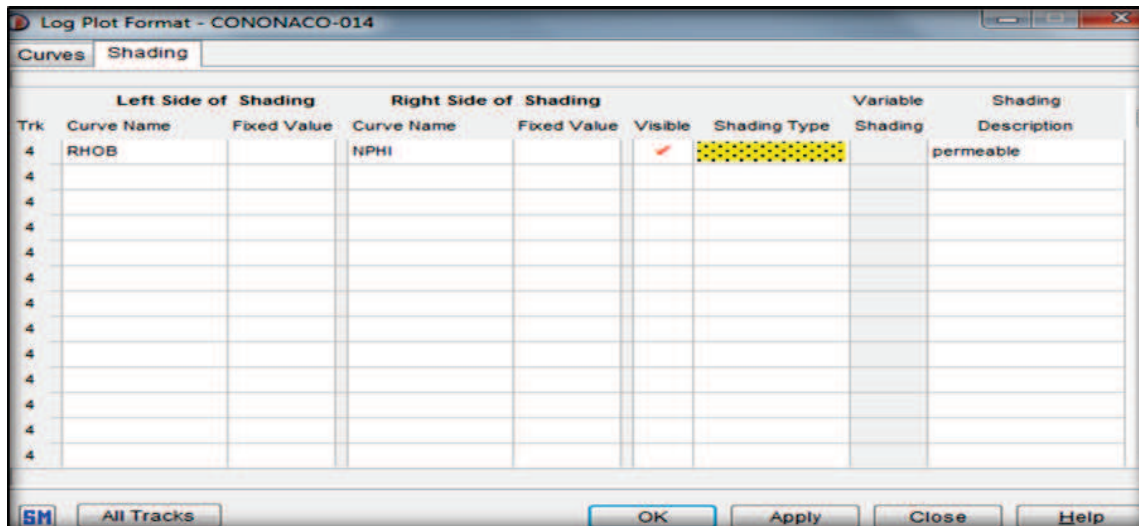 Log Plot Format - CONONACO-014
Curves Shading
Left Side of Shading Right Side of Shading Variable Shading
Trk Curve Name Fixed Value Curve Name Fixed Value Visible Shading Type Shading Description
4 RHOB NPHI permeable
4
4
4
4
4
4
4
4
4
4
4
4
SM All Tracks OK Apply Close Help